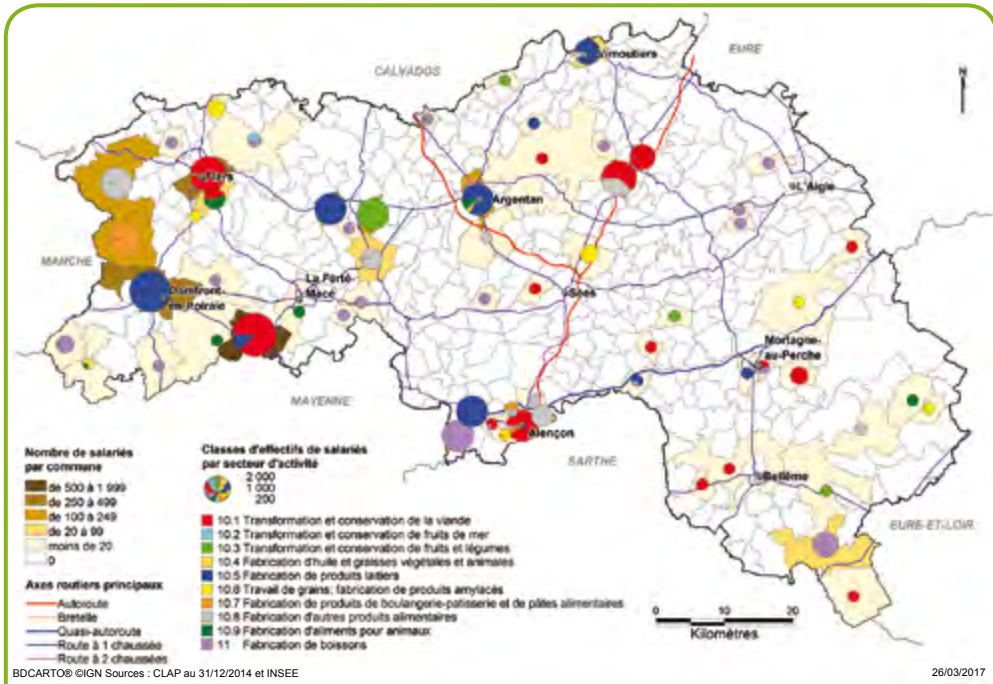 CALVADOS
EURE
N
Vimoutiers
Flers
Argentan
L'Aigle
MANCHE
Domfront-
en-Poiraie
La Ferté-
Macé
Sées
Mortagne-
au-Perche
MAYENNE
Alençon
SARTHE
Bellême
EURE-ET-LOIR
Nombre de salariés
par commune
de 500 à 1 999
de 250 à 499
de 100 à 249
de 20 à 99
moins de 20
0
Axes routiers principaux
Autoroute
Bretelle
Quasi-autoroute
Route à 1 chaussée
Route à 2 chaussées
Classes d'effectifs de salariés
par secteur d'activité
2 000
1 000
200
10.1 Transformation et conservation de la viande
10.2 Transformation et conservation de fruits de mer
10.3 Transformation et conservation de fruits et légumes
10.4 Fabrication d'huile et graisses végétales et animales
10.5 Fabrication de produits laitiers
10.6 Travail de grains; fabrication de produits amylacés
10.7 Fabrication de produits de boulangerie-patisserie et de pâtes alimentaires
10.8 Fabrication d'autres produits alimentaires
10.9 Fabrication d'aliments pour animaux
11 Fabrication de boissons
0 10 20
Kilomètres
BDCARTO® ©IGN Sources : CLAP au 31/12/2014 et INSEE
26/03/2017